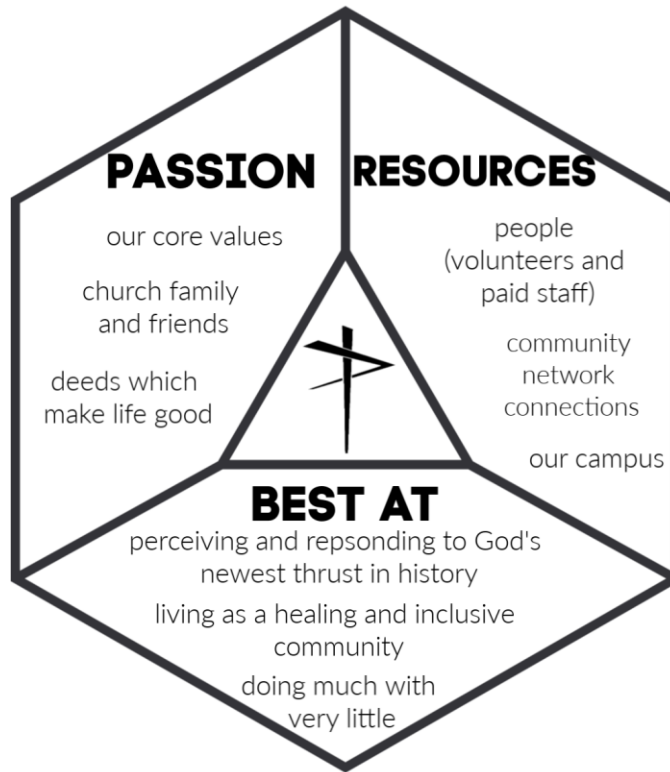 PASSION
our core values
church family
and friends
deeds which
make life good
RESOURCES
people
(volunteers and
paid staff)
community
network
connections
our campus
BEST AT
perceiving and repsonding to God's
newest thrust in history
living as a healing and inclusive
community
doing much with
very little